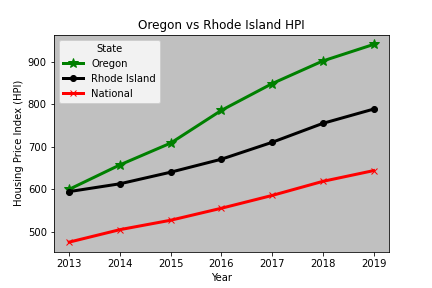 Oregon vs Rhode Island HPI
State
Oregon
Rhode Island
National
Housing Price Index (HPI)
900
800
700
600
500
2013 2014 2015 2016 2017 2018 2019
Year